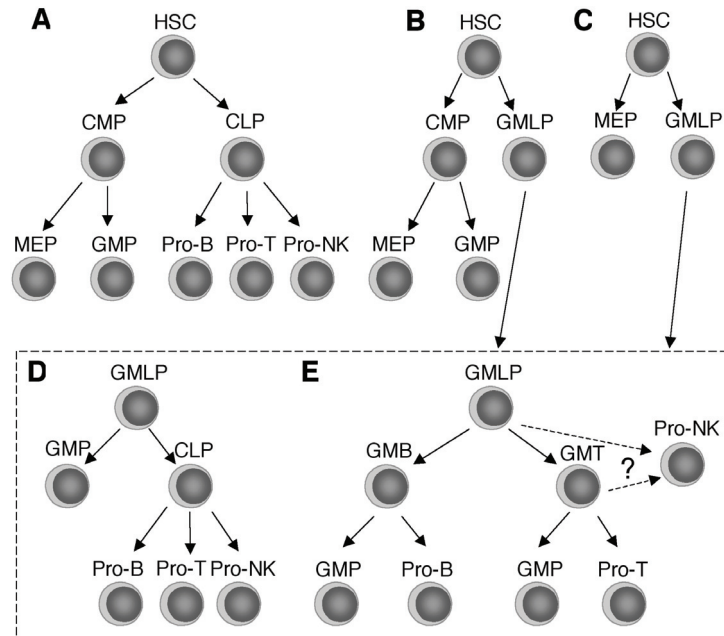 A
HSC
CMP CLP
MEP GMP Pro-B Pro-T Pro-NK
B
HSC
CMP GMLP
MEP GMP
C
HSC
MEP GMLP
D
GMLP
GMP CLP
Pro-B Pro-T Pro-NK
E
GMLP
Pro-NK
GMB GMT ?
GMP Pro-B GMP Pro-T